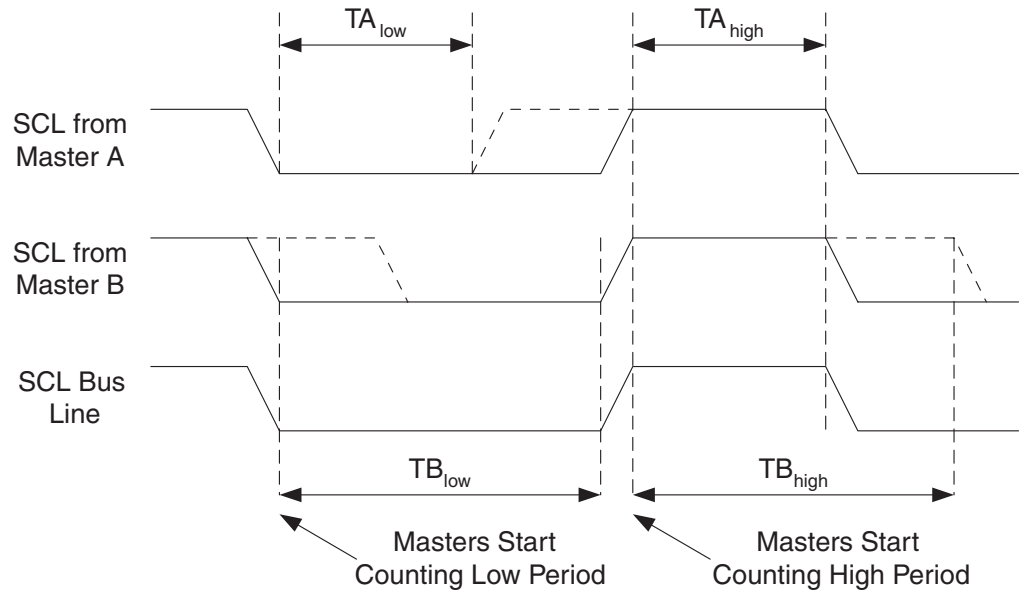 TA low
TA high
SCL from
Master A
SCL from
Master B
SCL Bus
Line
TB low
TB high
Masters Start
Counting Low Period
Masters Start
Counting High Period